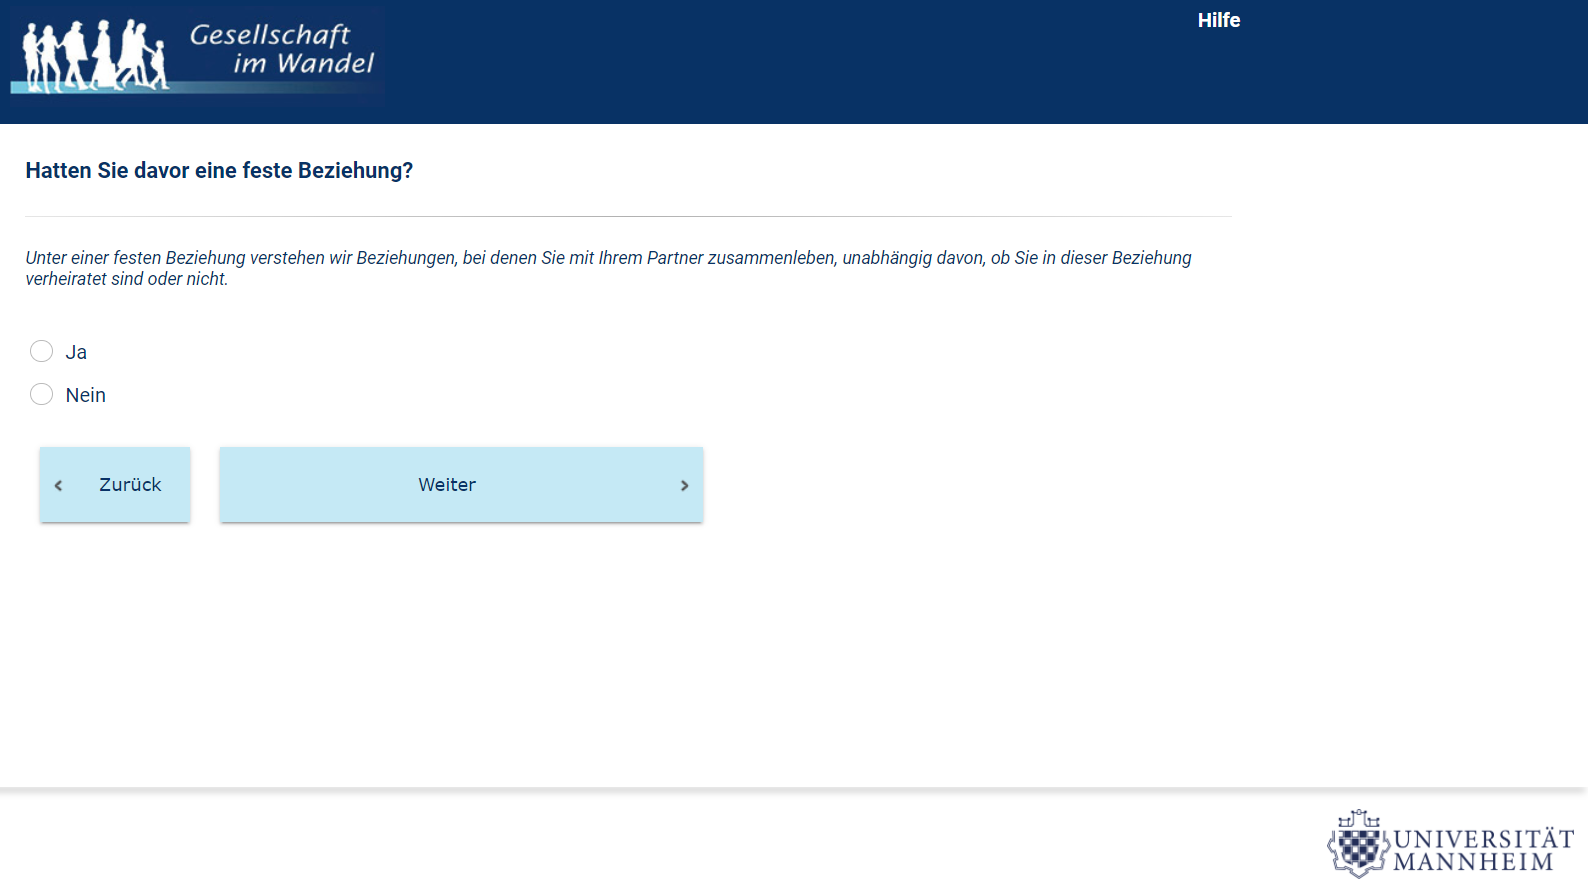 Gesellschaft
im Wandel
Hilfe
Hatten Sie davor eine feste Beziehung?
Unter einer festen Beziehung verstehen wir Beziehungen, bei denen Sie mit Ihrem Partner zusammenleben, unabhängig davon, ob Sie in dieser Beziehung
verheiratet sind oder nicht.
Ja
Nein
Zurück
Weiter
UNIVERSITÄT
MANNHEIM